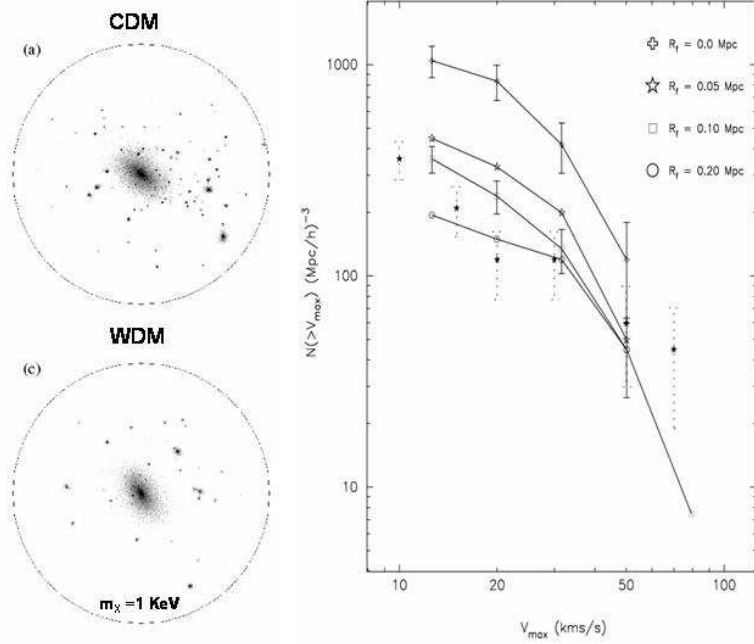 CDM
(a)
WDM
(c)
m_X =1 KeV
N(>V_max) (Mpc/h)^-3
1000
100
10
R_f = 0.0 Mpc
R_f = 0.05 Mpc
R_f = 0.10 Mpc
R_f = 0.20 Mpc
10
20
50
100
V_max (kms/s)